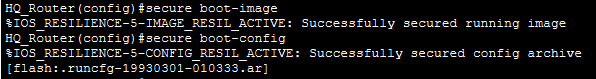 HQ_Router(config)#secure boot-image
%IOS_RESILIENCE-5-IMAGE_RESIL_ACTIVE: Successfully secured running image
HQ_Router(config)#secure boot-config
%IOS_RESILIENCE-5-CONFIG_RESIL_ACTIVE: Successfully secured config archive
[flash:.runcfg-19930301-010333.ar]